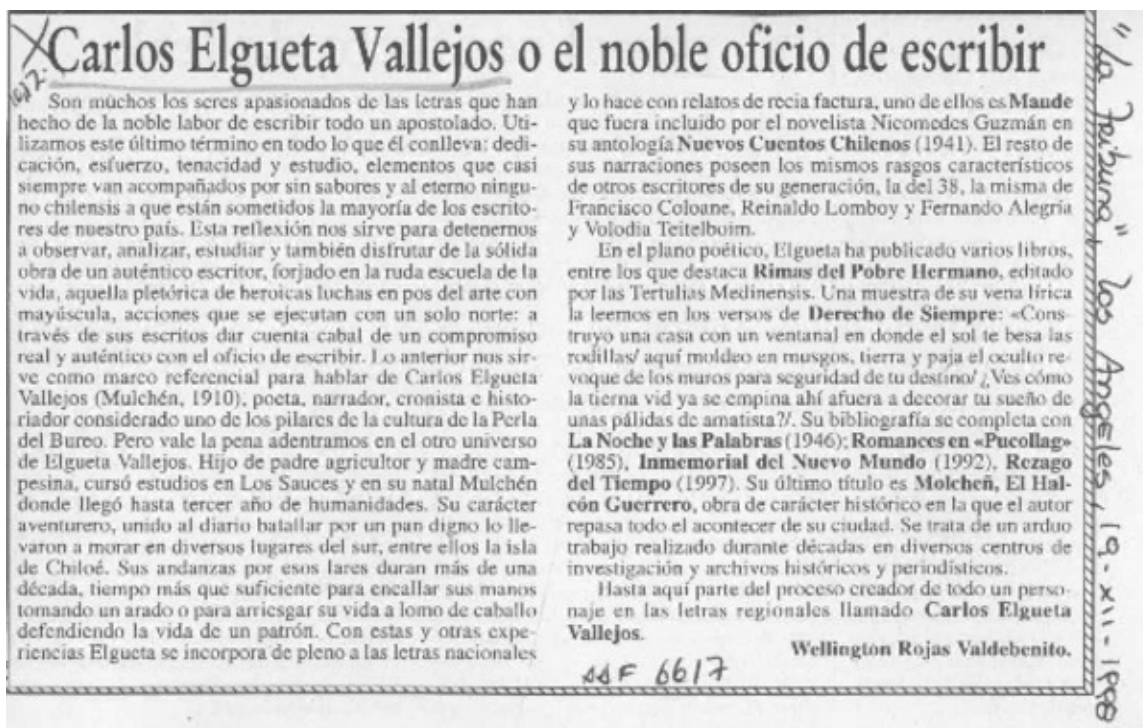 Carlos Elgueta Vallejos o el noble oficio de escribir
Son muchos los seres apasionados de las letras que han
hecho de la noble labor de escribir todo un apostolado. Uti-
lizamos este último término en todo lo que él conlleva: dedi-
cación, esfuerzo, tenacidad y estudio, elementos que casi
siempre van acompañados por sin sabores y al eterno ningu-
no chilensis a que están sometidos la mayoría de los escrito-
res de nuestro país. Esta reflexión nos sirve para detenernos
a observar, analizar, estudiar y también disfrutar de la sólida
obra de un auténtico escritor, forjado en la ruda escuela de la
vida, aquella pletórica de heroicas luchas en pos del arte con
mayúscula, acciones que se ejecutan con un solo norte: a
través de sus escritos dar cuenta cabal de un compromiso
real y auténtico con el oficio de escribir. Lo anterior nos sir-
ve como marco referencial para hablar de Carlos Elgueta
Vallejos (Mulchén, 1910), poeta, narrador, cronista e histo-
riador considerado uno de los pilares de la cultura de la Perla
del Bureo. Pero vale la pena adentrarnos en el otro universo
de Elgueta Vallejos. Hijo de padre agricultor y madre cam-
pesina, cursó estudios en Los Sauces y en su natal Mulchén
donde llegó hasta tercer año de humanidades. Su carácter
aventurero, unido al diario batallar por un pan digno lo lle-
varon a morar en diversos lugares del sur, entre ellos la isla
de Chiloé. Sus andanzas por esos lares duran más de una
década, tiempo más que suficiente para encallar sus manos
tomando un arado o para arriesgar su vida a lomo de caballo
defendiendo la vida de un patrón. Con estas y otras expe-
riencias Elgueta se incorpora de pleno a las letras nacionales
y lo hace con relatos de recia factura, uno de ellos es Maude
que fuera incluido por el novelista Nicomedes Guzmán en
su antología Nuevos Cuentos Chilenos (1941). El resto de
sus narraciones poseen los mismos rasgos característicos
de otros escritores de su generación, la del 38, la misma de
Francisco Coloane, Reinaldo Lomboy y Fernando Alegría
y Volodia Teitelboim.
En el plano poético, Elgueta ha publicado varios libros,
entre los que destaca Rimas del Pobre Hermano, editado
por las Tertulias Medinensis. Una muestra de su vena lírica
la leemos en los versos de Derecho de Siempre: «Cons-
truyo una casa con un ventanal en donde el sol te besa las
rodillas/ aquí moldeo en musgos, tierra y paja el oculto re-
voque de los muros para seguridad de tu destino/ ¿Ves cómo
la tierna vid ya se empina ahí afuera a decorar tu sueño de
unas pálidas de amatista?/. Su bibliografía se completa con
La Noche y las Palabras (1946); Romances en «Pucollag»
(1985), Inmemorial del Nuevo Mundo (1992), Rezago
del Tiempo (1997). Su último título es Molcheñ, El Hal-
cón Guerrero, obra de carácter histórico en la que el autor
repasa todo el acontecer de su ciudad. Se trata de un arduo
trabajo realizado durante décadas en diversos centros de
investigación y archivos históricos y periodísticos.
Hasta aquí parte del proceso creador de todo un perso-
naje en las letras regionales llamado Carlos Elgueta
Vallejos.
Wellington Rojas Valdebenito.
"La Tribuna", Los Angeles, 19-XII-1998